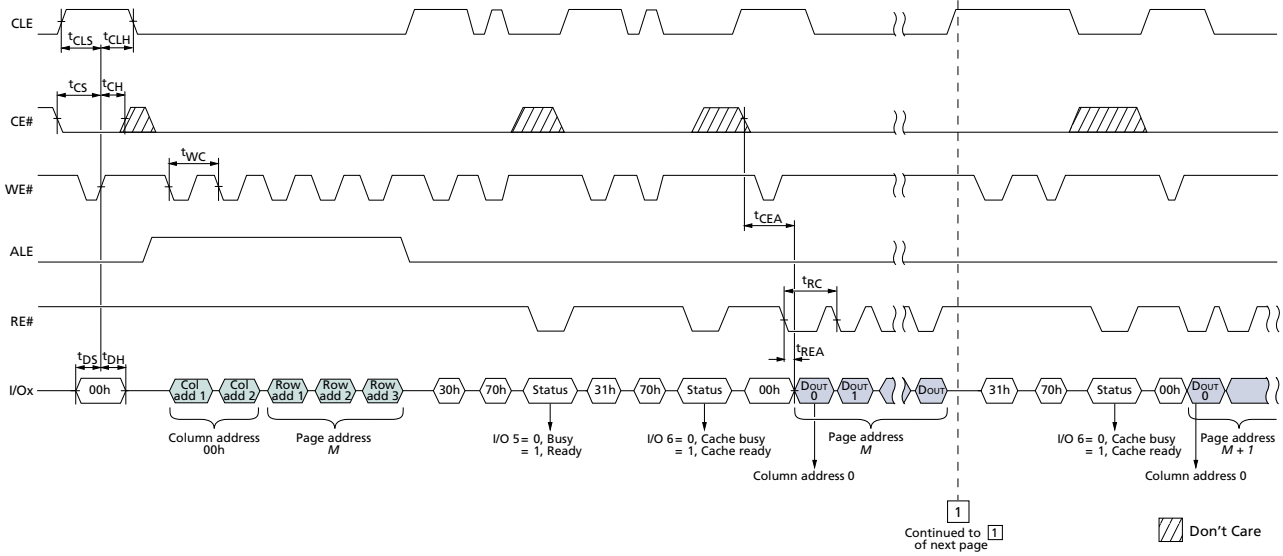 CLE
tCLS
tCLH
tCS
tCH
CE#
tWC
WE#
tCEA
ALE
tRC
RE#
tREA
tDS
tDH
I/Ox
00h
Col add 1
Col add 2
Row add 1
Row add 2
Row add 3
30h
70h
Status
31h
70h
Status
00h
DOUT 0
DOUT 1
DOUT
31h
70h
Status
00h
DOUT 0
Column address
00h
Page address
M
I/O 5 = 0, Busy
= 1, Ready
I/O 6 = 0, Cache busy
= 1, Cache ready
Page address
M
Column address 0
I/O 6 = 0, Cache busy
= 1, Cache ready
Page address
M + 1
Column address 0
1
Continued to 1
of next page
Don't Care